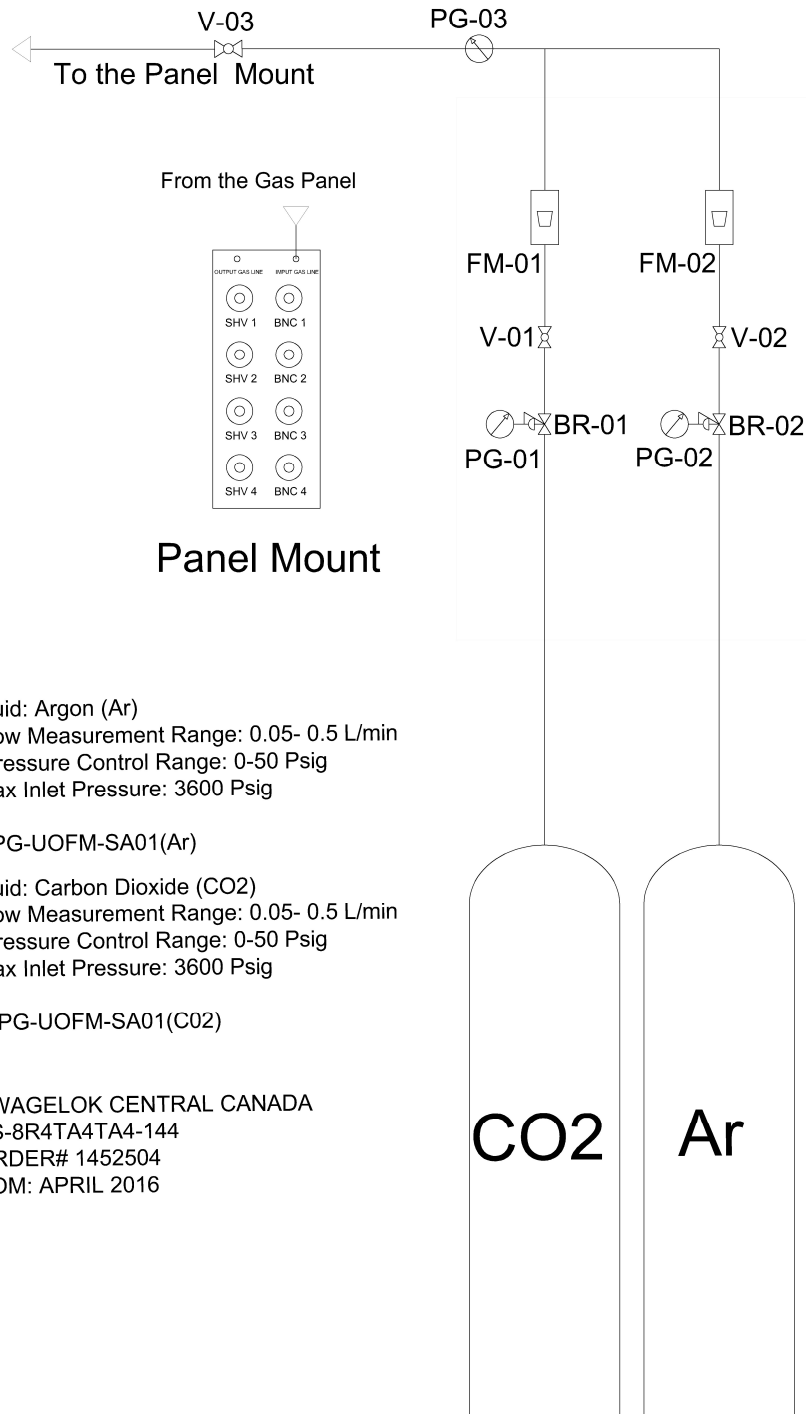 V-03
PG-03
To the Panel Mount
From the Gas Panel
OUTPUT GAS LINE
IMPUT GAS LINE
SHV 1
BNC 1
SHV 2
BNC 2
SHV 3
BNC 3
SHV 4
BNC 4
Panel Mount
FM-01
FM-02
V-01
V-02
BR-01
BR-02
PG-01
PG-02
uid: Argon (Ar)
ow Measurement Range: 0.05- 0.5 L/min
ressure Control Range: 0-50 Psig
ax Inlet Pressure: 3600 Psig
PG-UOFM-SA01(Ar)
uid: Carbon Dioxide (CO2)
ow Measurement Range: 0.05- 0.5 L/min
ressure Control Range: 0-50 Psig
ax Inlet Pressure: 3600 Psig
PG-UOFM-SA01(C02)
WAGELOK CENTRAL CANADA
S-8R4TA4TA4-144
RDER# 1452504
OM: APRIL 2016
CO2
Ar